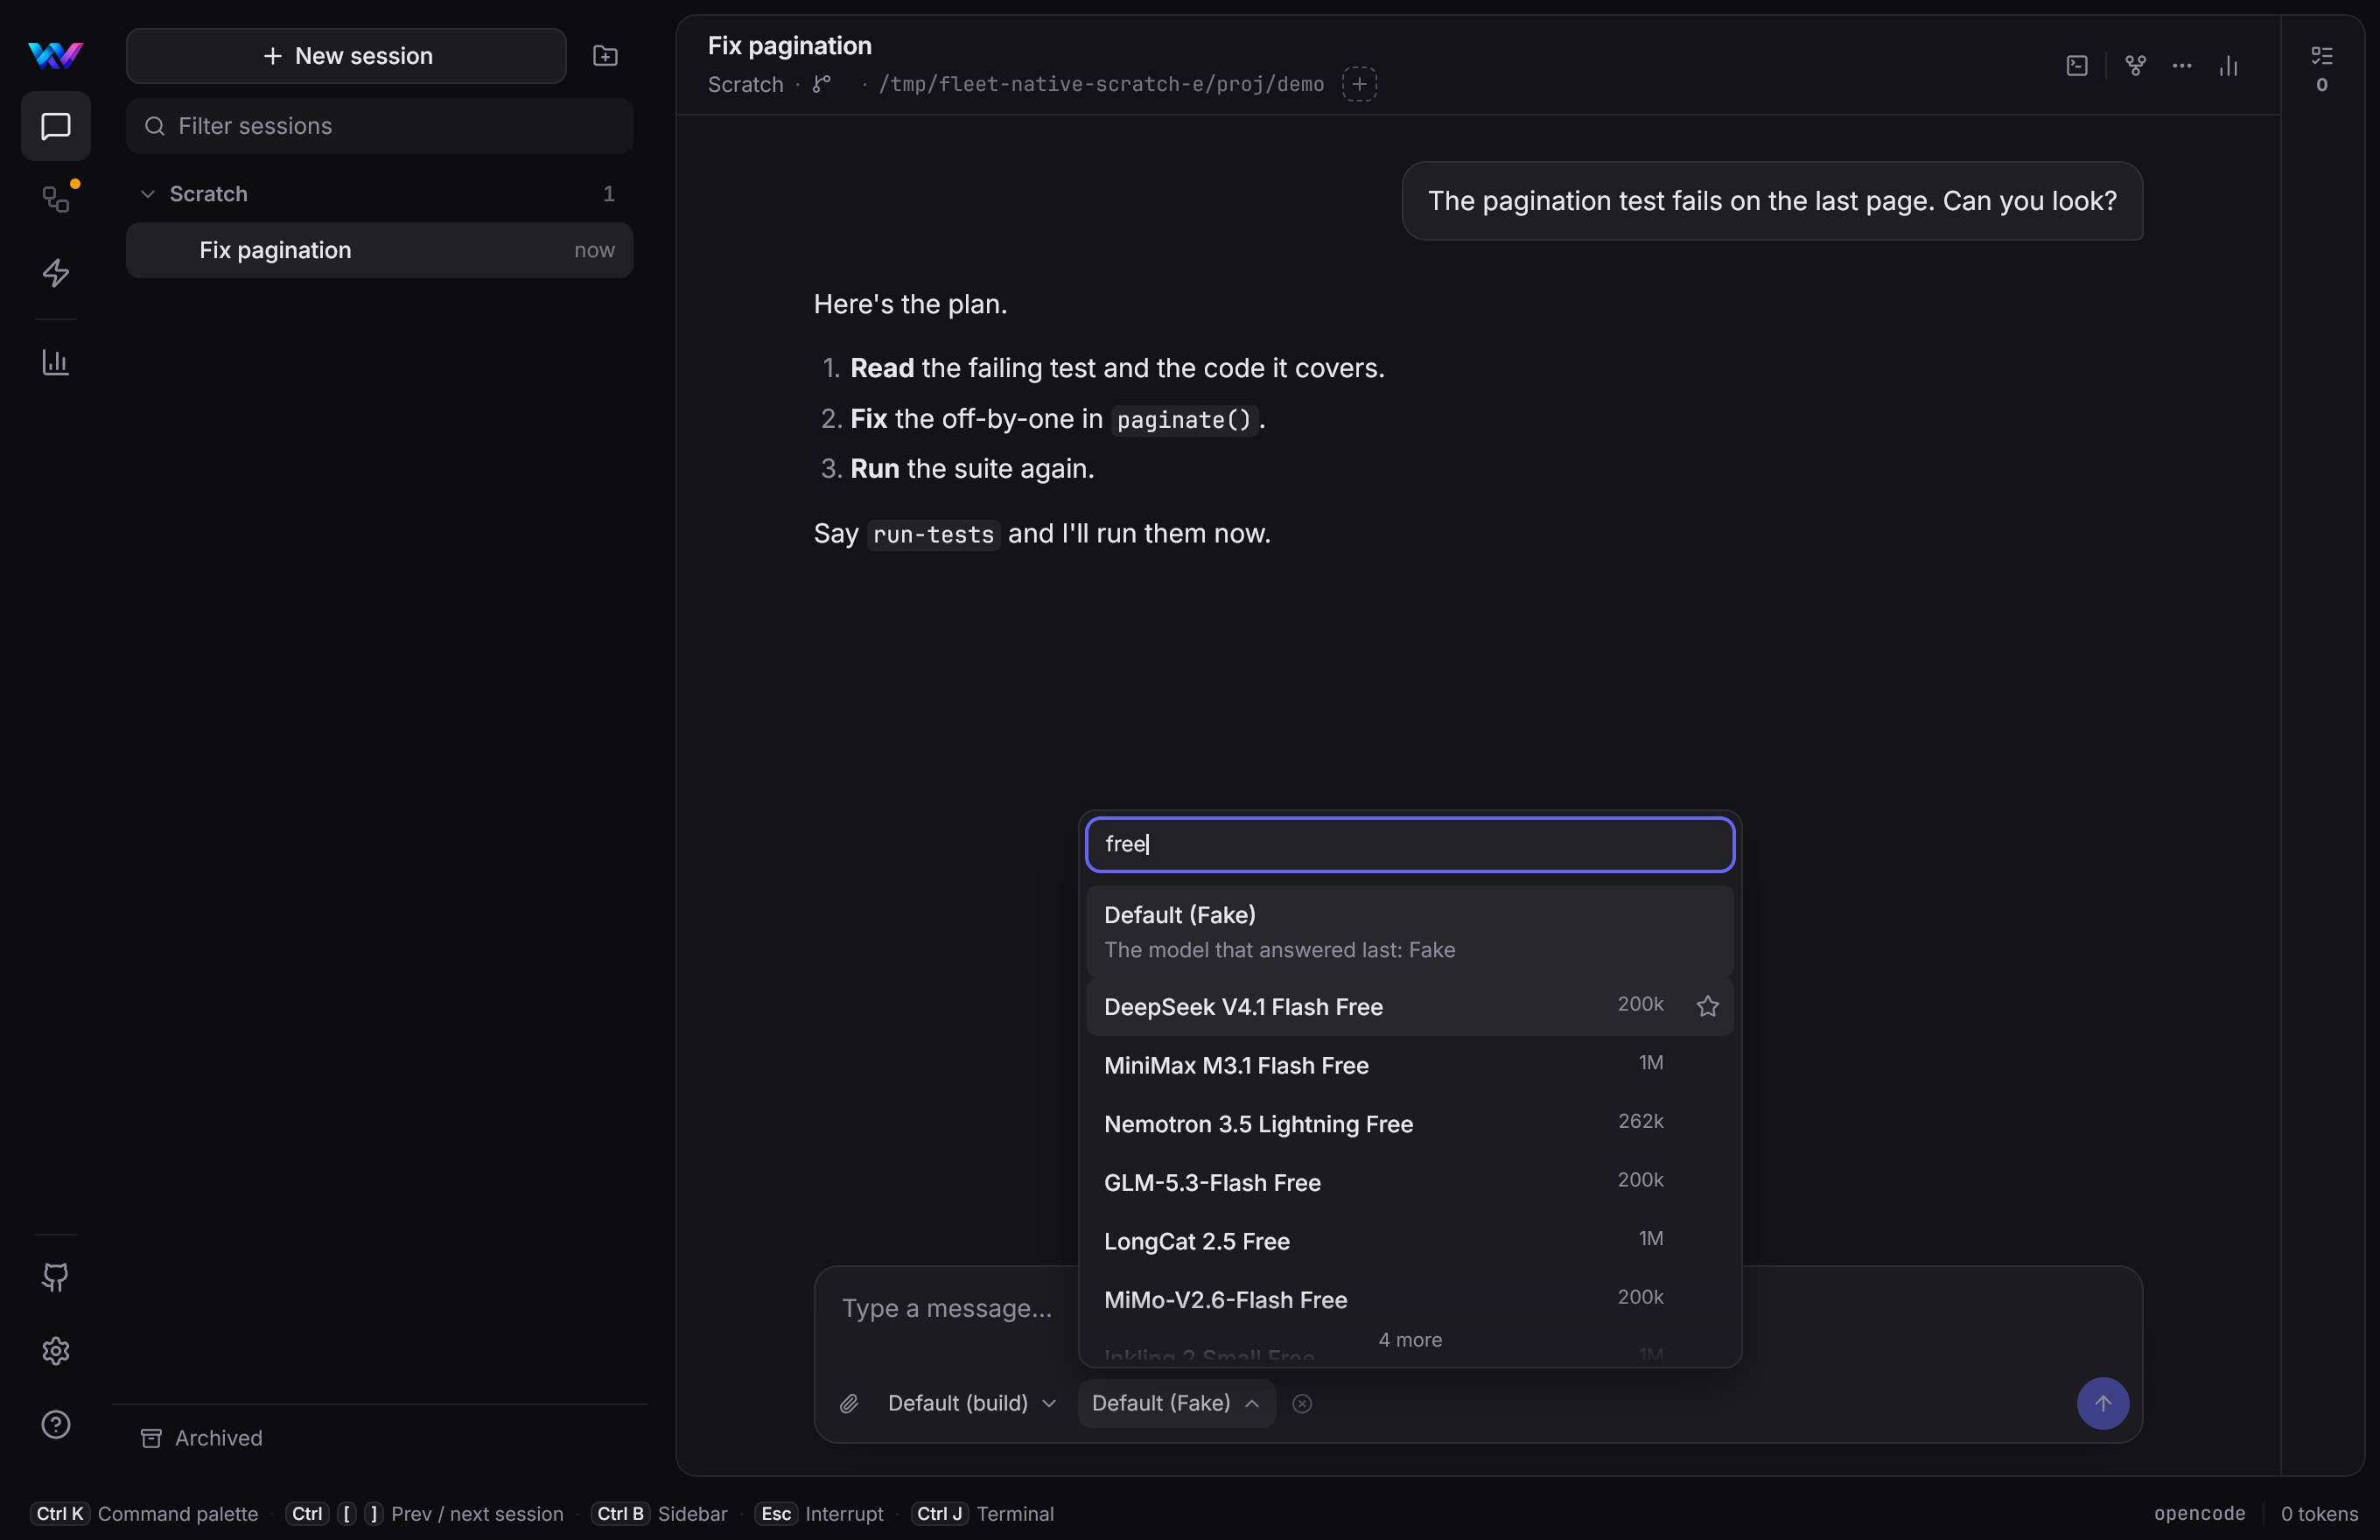 New session
Filter sessions
Scratch 1
Fix pagination now
Archived
Fix pagination
Scratch · · /tmp/fleet-native-scratch-e/proj/demo
0
The pagination test fails on the last page. Can you look?
Here's the plan.
1. Read the failing test and the code it covers.
2. Fix the off-by-one in paginate().
3. Run the suite again.
Say run-tests and I'll run them now.
free
Default (Fake)
The model that answered last: Fake
DeepSeek V4.1 Flash Free 200k
MiniMax M3.1 Flash Free 1M
Nemotron 3.5 Lightning Free 262k
GLM-5.3-Flash Free 200k
LongCat 2.5 Free 1M
MiMo-V2.6-Flash Free 200k
4 more
Inkling 2 Small Free 1M
Type a message...
Default (build) Default (Fake)
Ctrl K Command palette · Ctrl [ ] Prev / next session · Ctrl B Sidebar · Esc Interrupt · Ctrl J Terminal
opencode 0 tokens